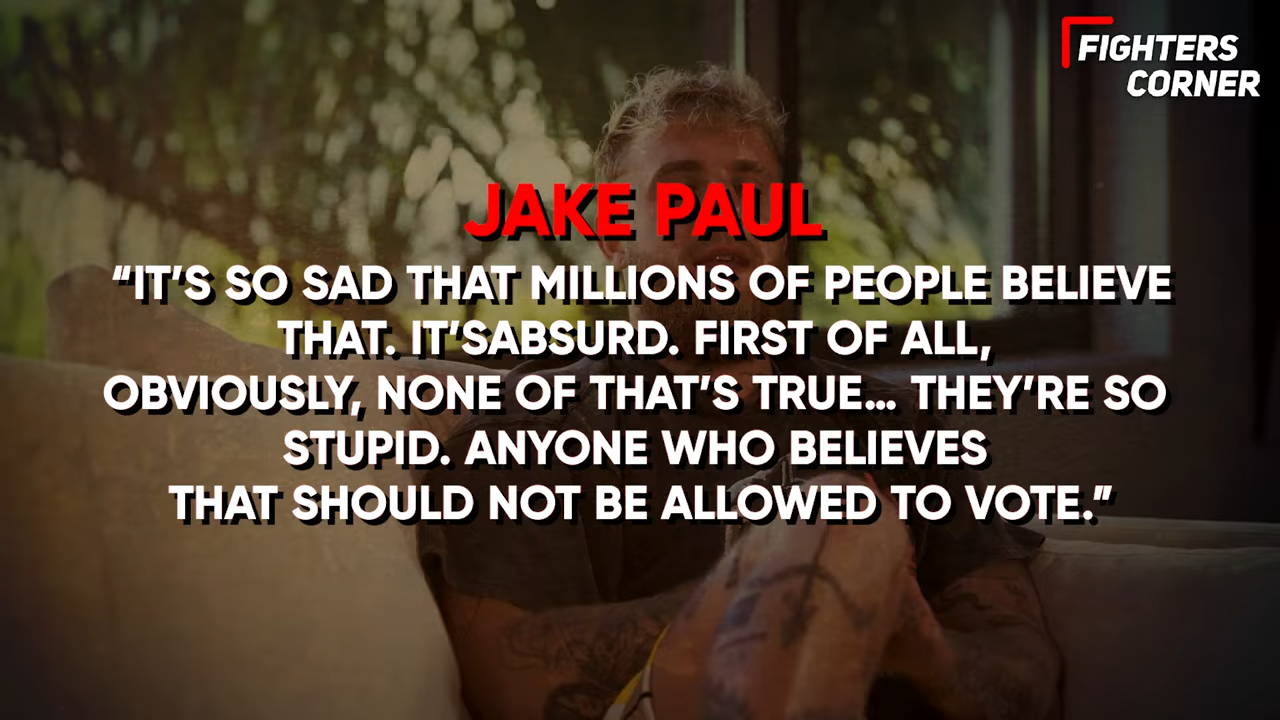 FIGHTERS
CORNER
JAKE PAUL
“IT’S SO SAD THAT MILLIONS OF PEOPLE BELIEVE
THAT. IT’SABSURD. FIRST OF ALL,
OBVIOUSLY, NONE OF THAT’S TRUE... THEY’RE SO
STUPID. ANYONE WHO BELIEVES
THAT SHOULD NOT BE ALLOWED TO VOTE.”